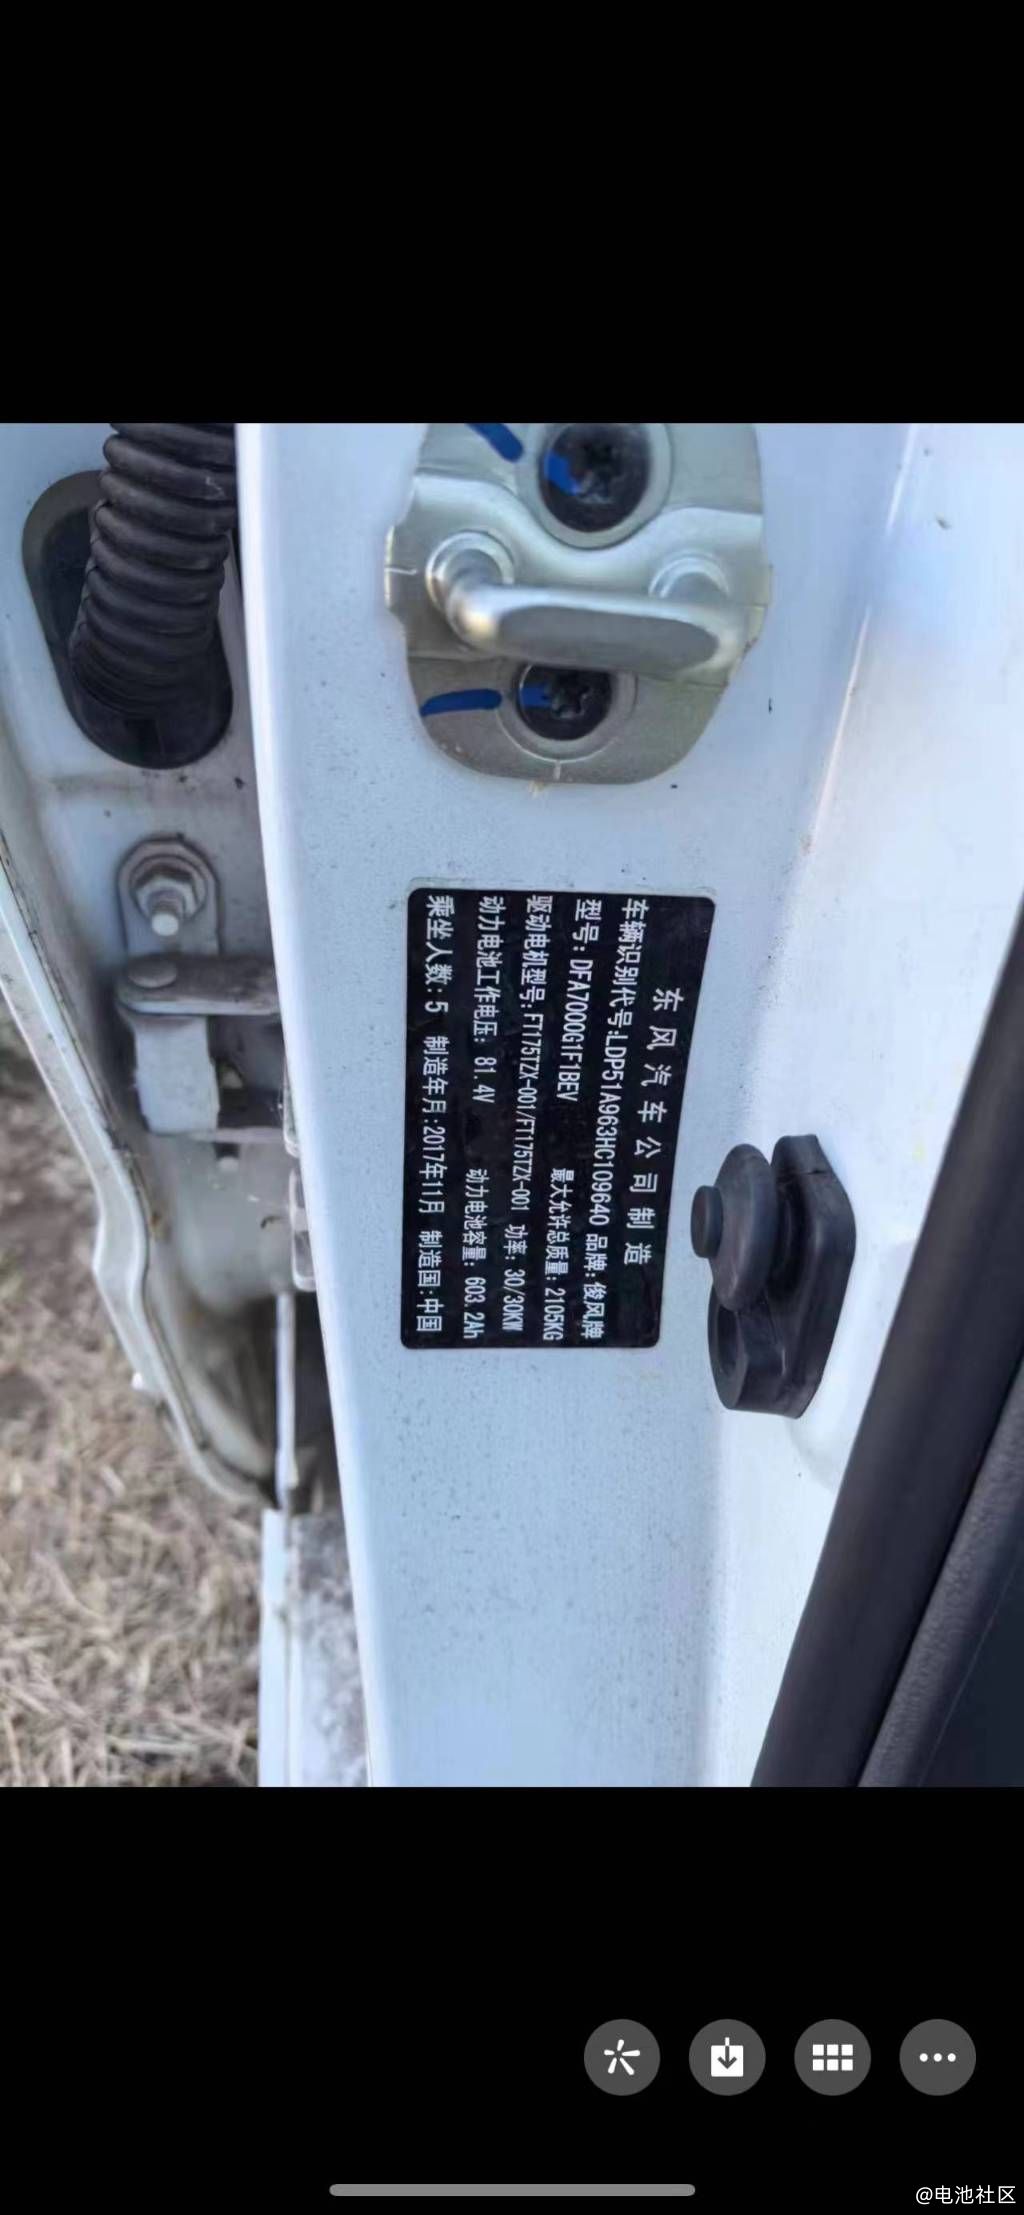 东风汽车公司制造
车辆识别代号:LDP51A963HC109640 品牌:俊风牌
型号:DFA7000G1F1BEV 最大允许总质量:2105KG
驱动电机型号:FT175TZX-001/FT175TZX-001 功率:30/30KW
动力电池工作电压:81.4V 动力电池容量:603.2Ah
乘坐人数:5 制造年月:2017年11月 制造国:中国
@电池社区